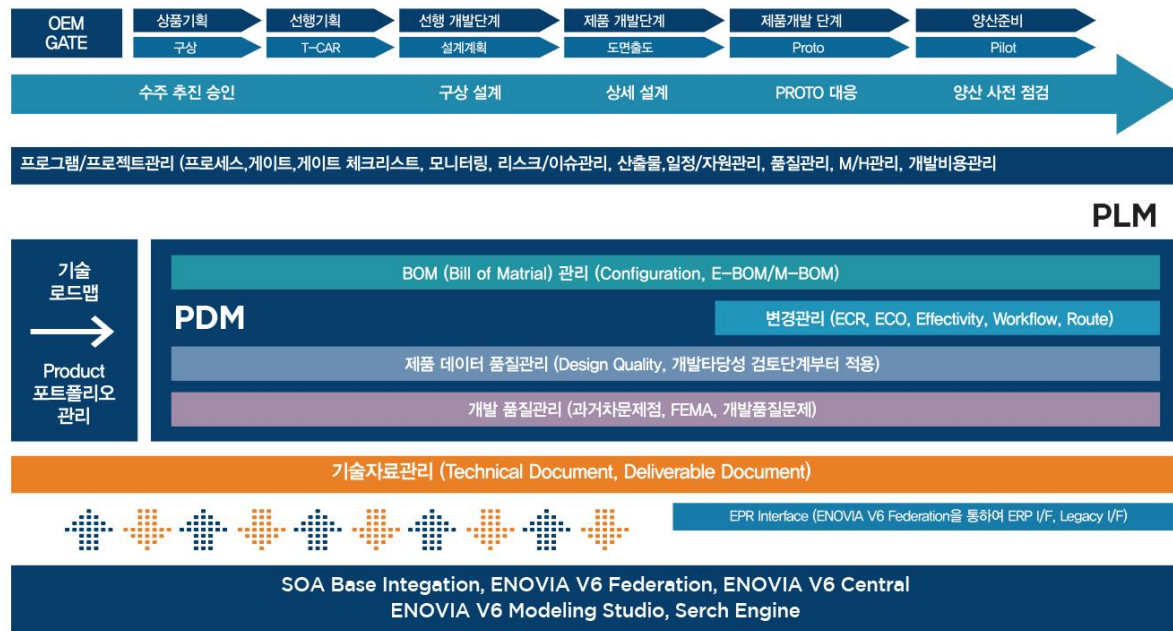 OEM
GATE
상품기획
선행기획
선행 개발단계
제품 개발단계
제품개발 단계
양산준비
구상
T-CAR
설계계획
도면출도
Proto
Pilot
수주 추진 승인
구상 설계
상세 설계
PROTO 대응
양산 사전 점검
프로그램/프로젝트관리 (프로세스,게이트,게이트 체크리스트, 모니터링, 리스크/이슈관리, 산출물,일정/자원관리, 품질관리, M/H관리, 개발비용관리
PLM
기술
로드맵
Product
포트폴리오
관리
BOM (Bill of Matrial) 관리 (Configuration, E-BOM/M-BOM)
PDM
변경관리 (ECR, ECO, Effectivity, Workflow, Route)
제품 데이터 품질관리 (Design Quality, 개발타당성 검토단계부터 적용)
개발 품질관리 (과거차문제점, FEMA, 개발품질문제)
기술자료관리 (Technical Document, Deliverable Document)
EPR Interface (ENOVIA V6 Federation을 통하여 ERP I/F, Legacy I/F)
SOA Base Integation, ENOVIA V6 Federation, ENOVIA V6 Central
ENOVIA V6 Modeling Studio, Serch Engine